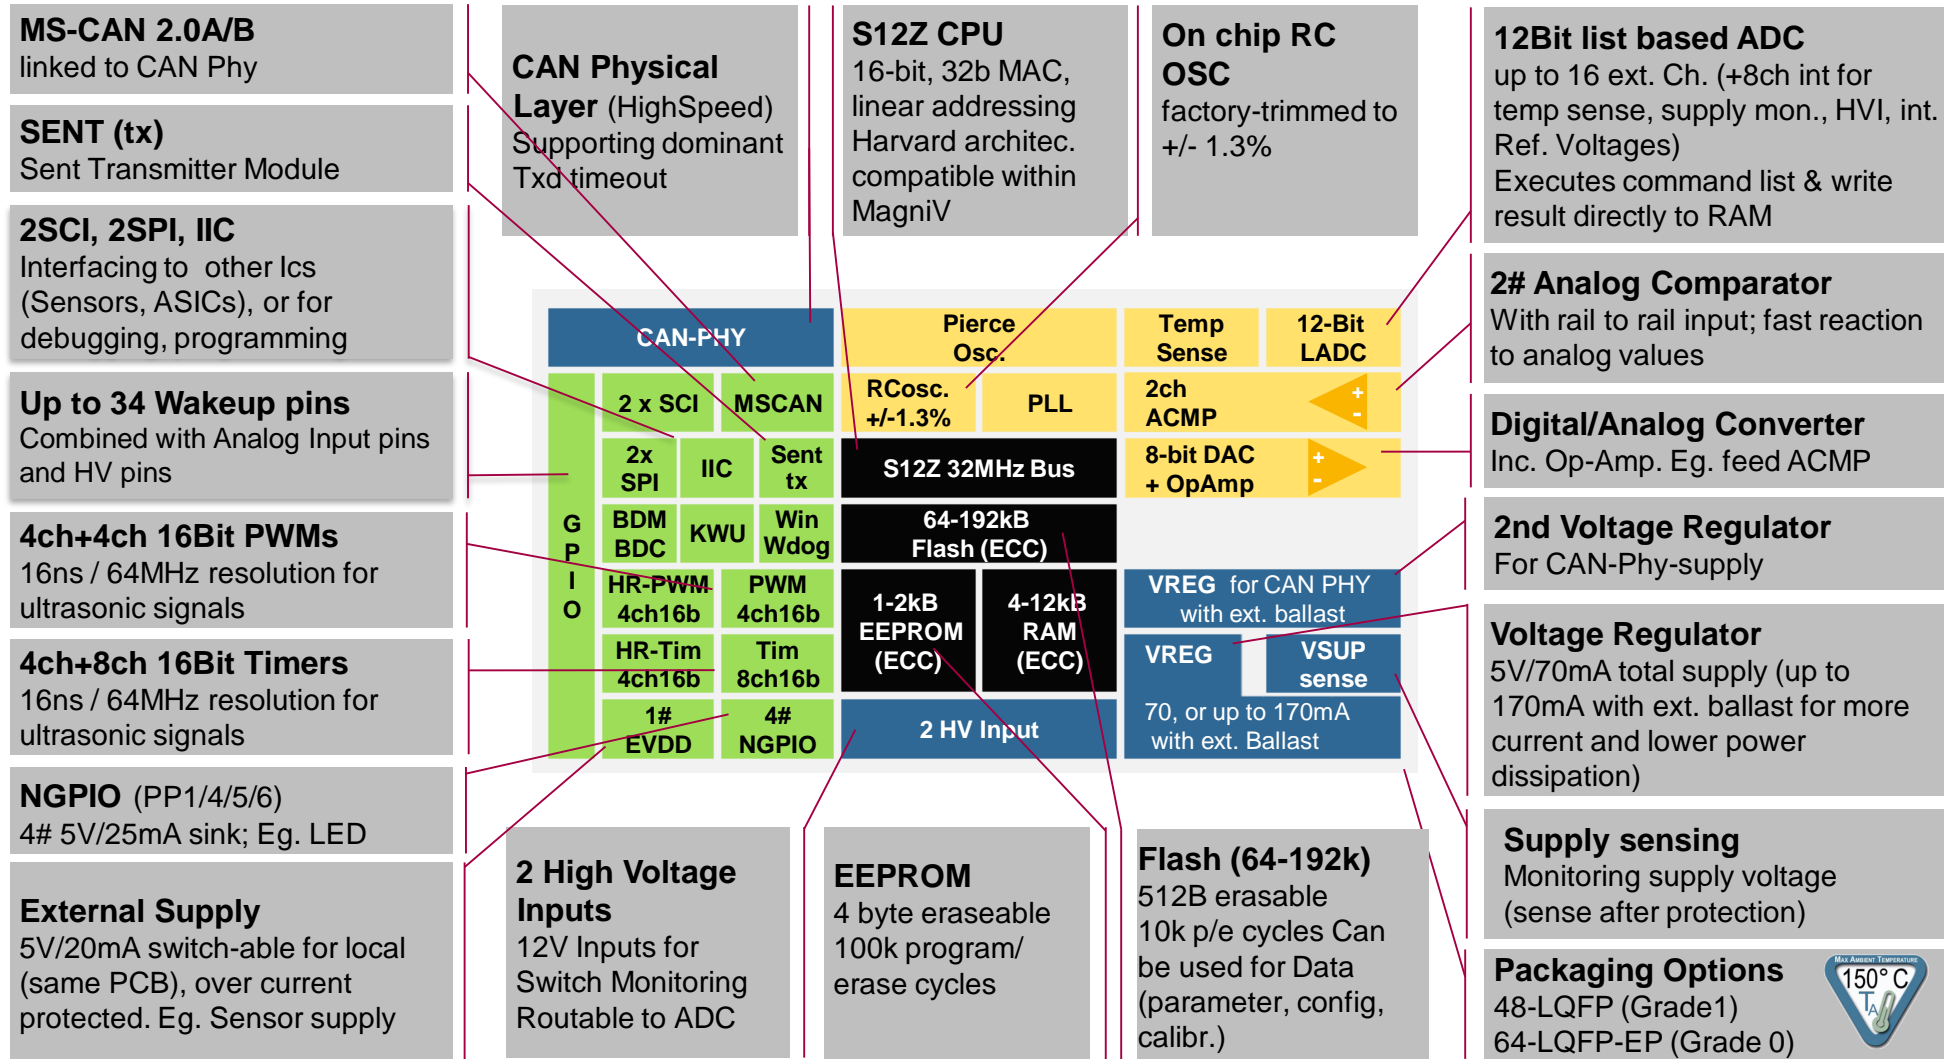 MS-CAN 2.0A/B
linked to CAN Phy
SENT (tx)
Sent Transmitter Module
2SCI, 2SPI, IIC
Interfacing to other Ics
(Sensors, ASICs), or for
debugging, programming
Up to 34 Wakeup pins
Combined with Analog Input pins
and HV pins
4ch+4ch 16Bit PWMs
16ns / 64MHz resolution for
ultrasonic signals
4ch+8ch 16Bit Timers
16ns / 64MHz resolution for
ultrasonic signals
NGPIO (PP1/4/5/6)
4# 5V/25mA sink; Eg. LED
External Supply
5V/20mA switch-able for local
(same PCB), over current
protected. Eg. Sensor supply
CAN Physical
Layer (HighSpeed)
Supporting dominant
Txd timeout
S12Z CPU
16-bit, 32b MAC,
linear addressing
Harvard architec.
compatible within
MagniV
On chip RC
OSC
factory-trimmed to
+/- 1.3%
CAN-PHY
Pierce
Osc.
Temp
Sense
12-Bit
LADC
GPIO
2 x SCI
MSCAN
RCosc.
+/-1.3%
PLL
2ch
ACMP
+
-
2x
SPI
IIC
Sent
tx
S12Z 32MHz Bus
8-bit DAC
+ OpAmp
+
-
BDM
BDC
KWU
Win
Wdog
64-192kB
Flash (ECC)
HR-PWM
4ch16b
PWM
4ch16b
1-2kB
EEPROM
(ECC)
4-12kB
RAM
(ECC)
VREG for CAN PHY
with ext. ballast
HR-Tim
4ch16b
Tim
8ch16b
VREG
VSUP
sense
1#
EVDD
4#
NGPIO
2 HV Input
70, or up to 170mA
with ext. Ballast
2 High Voltage
Inputs
12V Inputs for
Switch Monitoring
Routable to ADC
EEPROM
4 byte eraseable
100k program/
erase cycles
Flash (64-192k)
512B erasable
10k p/e cycles Can
be used for Data
(parameter, config,
calibr.)
12Bit list based ADC
up to 16 ext. Ch. (+8ch int for
temp sense, supply mon., HVI, int.
Ref. Voltages)
Executes command list & write
result directly to RAM
2# Analog Comparator
With rail to rail input; fast reaction
to analog values
Digital/Analog Converter
Inc. Op-Amp. Eg. feed ACMP
2nd Voltage Regulator
For CAN-Phy-supply
Voltage Regulator
5V/70mA total supply (up to
170mA with ext. ballast for more
current and lower power
dissipation)
Supply sensing
Monitoring supply voltage
(sense after protection)
Packaging Options
48-LQFP (Grade1)
64-LQFP-EP (Grade 0)
MAX AMBIENT TEMPERATURE
150° C
TA